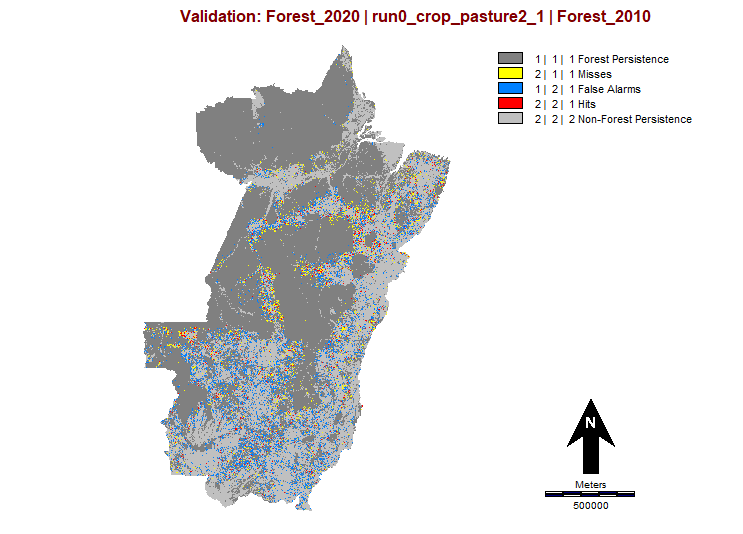 Validation: Forest_2020 | run0_crop_pasture2_1 | Forest_2010
1 | 1 | 1 Forest Persistence
2 | 1 | 1 Misses
1 | 2 | 1 False Alarms
2 | 2 | 1 Hits
2 | 2 | 2 Non-Forest Persistence
N
Meters
500000